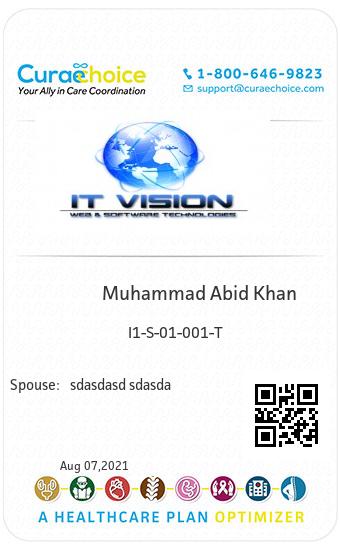 Curaechoice
Your Ally in Care Coordination
1-800-646-9823
support@curaechoice.com
IT VISION
WEB & SOFTWARE TECHNOLOGIES
Muhammad Abid Khan
I1-S-01-001-T
Spouse: sdasdasd sdasda
Aug 07,2021
A HEALTHCARE PLAN OPTIMIZER